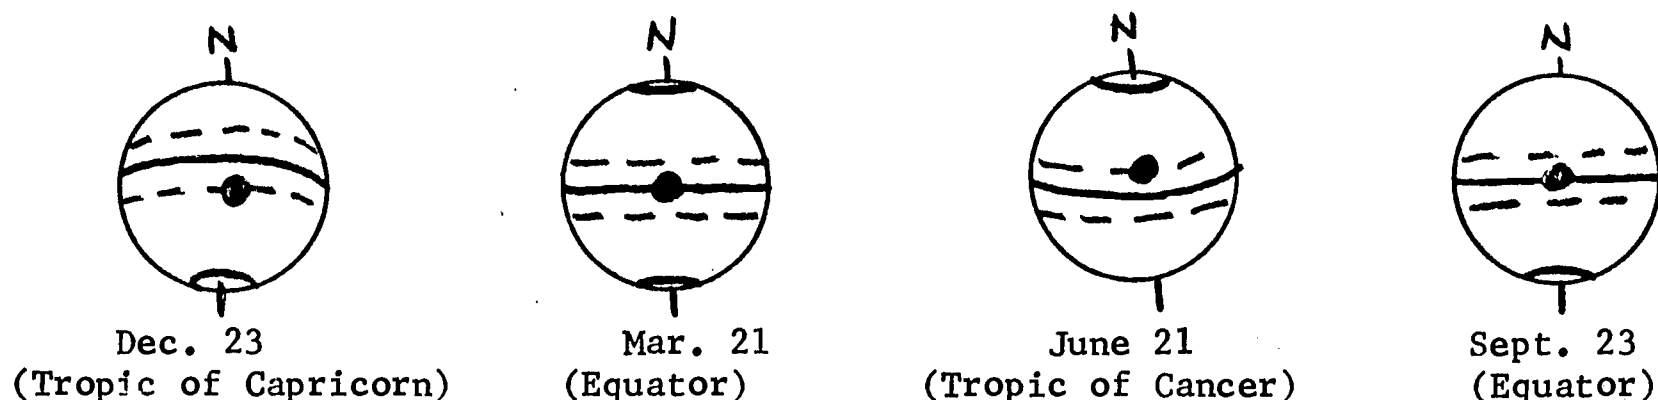 N
N
N
N
Dec. 23
(Tropic of Capricorn)
Mar. 21
(Equator)
June 21
(Tropic of Cancer)
Sept. 23
(Equator)